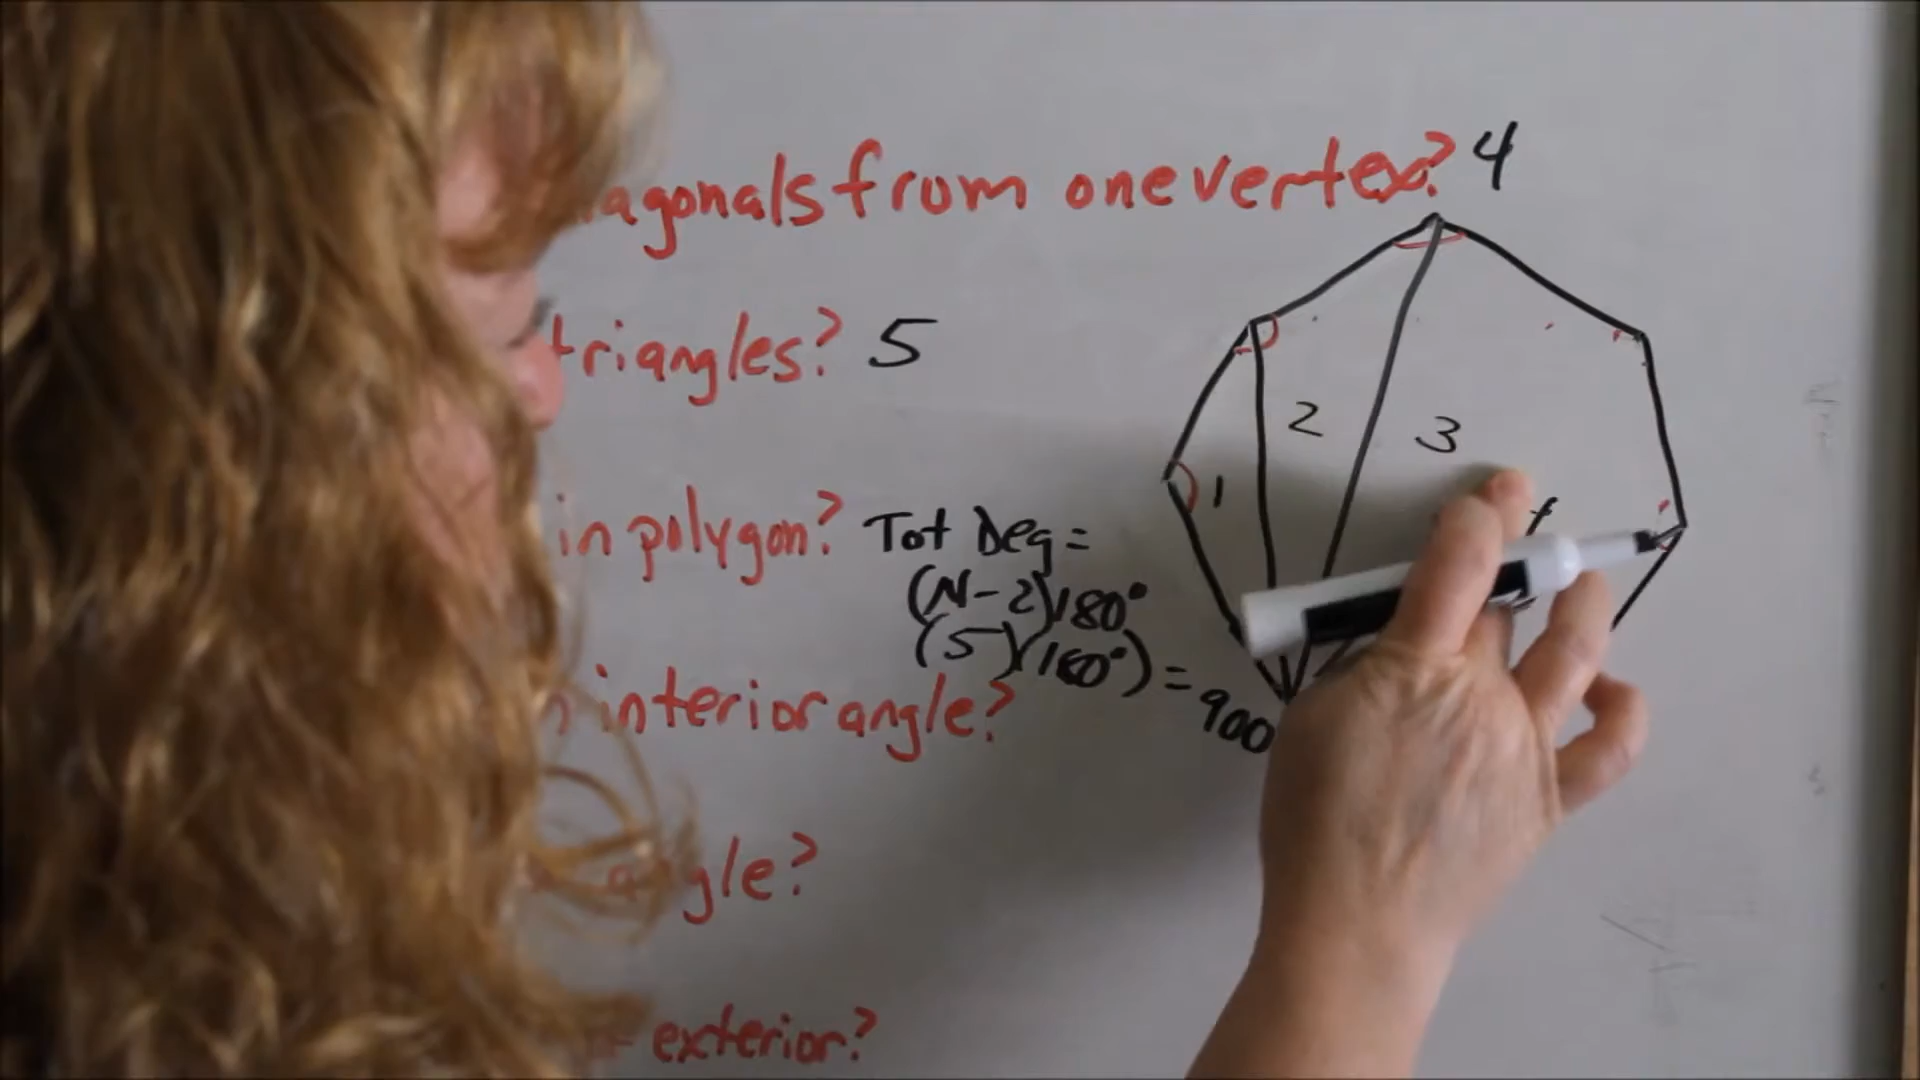 agonals from one vertex? 4
triangles? 5
in polygon? Tot Deg =
(N-2)180°
(5)(180°) = 900
interior angle?
angle?
exterior?
1
2
3